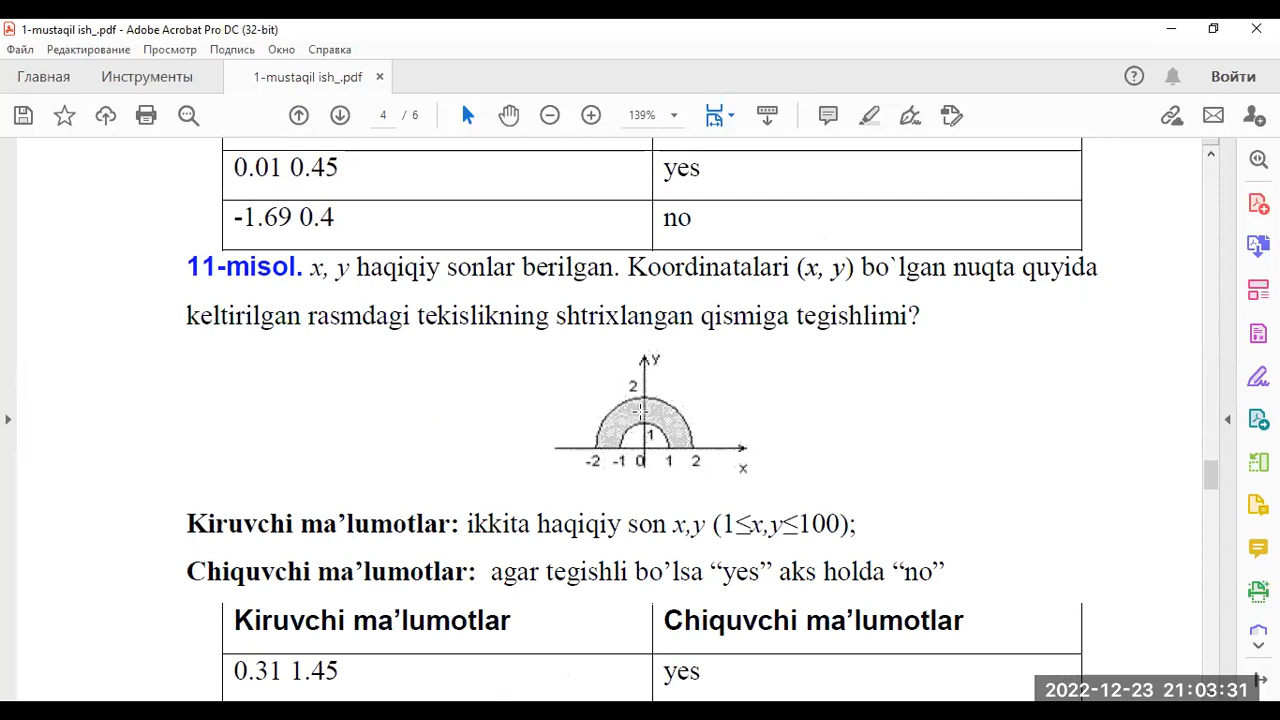 1-mustaqil ish_.pdf - Adobe Acrobat Pro DC (32-bit)
Файл Редактирование Просмотр Подпись Окно Справка
Главная Инструменты 1-mustaqil ish_.pdf × Войти
4 / 6 139%
0.01 0.45 yes
-1.69 0.4 no
11-misol. x, y haqiqiy sonlar berilgan. Koordinatalari (x, y) bo`lgan nuqta quyida
keltirilgan rasmdagi tekislikning shtrixlangan qismiga tegishlimi?
y
2
1
-2 -1 0 1 2
x
Kiruvchi ma’lumotlar: ikkita haqiqiy son x,y (1≤x,y≤100);
Chiquvchi ma’lumotlar: agar tegishli bo’lsa “yes” aks holda “no”
Kiruvchi ma’lumotlar Chiquvchi ma’lumotlar
0.31 1.45 yes
2022-12-23 21:03:31